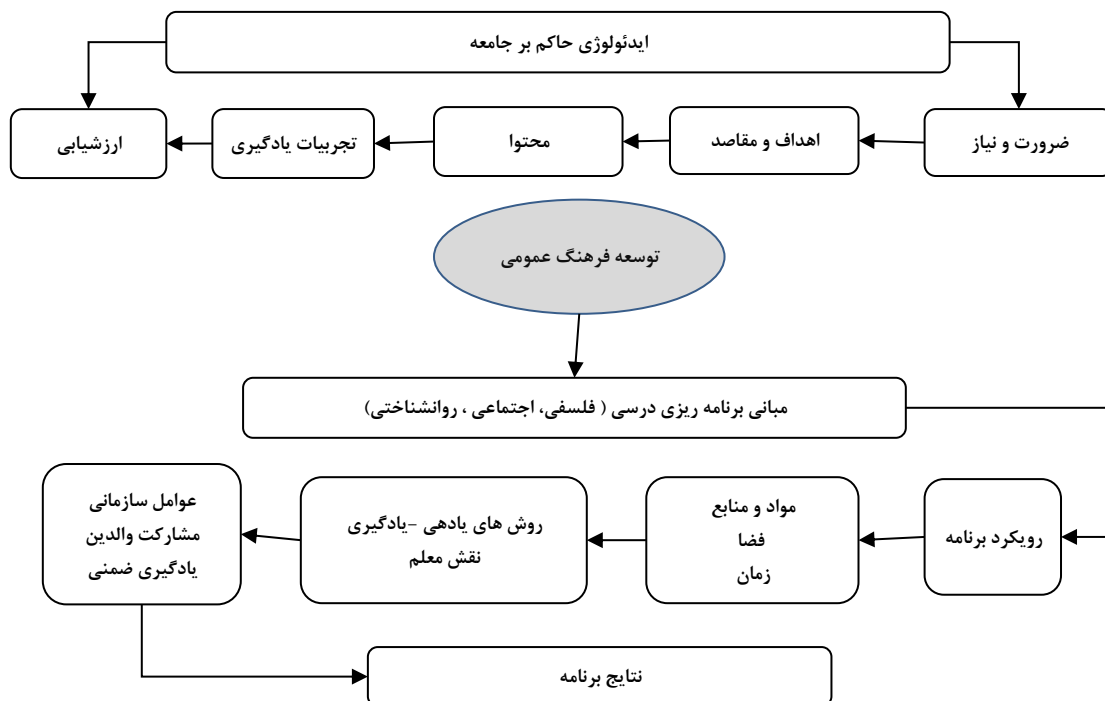 ایدئولوژی حاکم بر جامعه
ضرورت و نیاز
اهداف و مقاصد
محتوا
تجربیات یادگیری
ارزشیابی
توسعه فرهنگ عمومی
مبانی برنامه ریزی درسی ( فلسفی، اجتماعی ، روانشناختی)
رویکرد برنامه
مواد و منابع
فضا
زمان
روش های یادهی –یادگیری
نقش معلم
عوامل سازمانی
مشارکت والدین
یادگیری ضمنی
نتایج برنامه